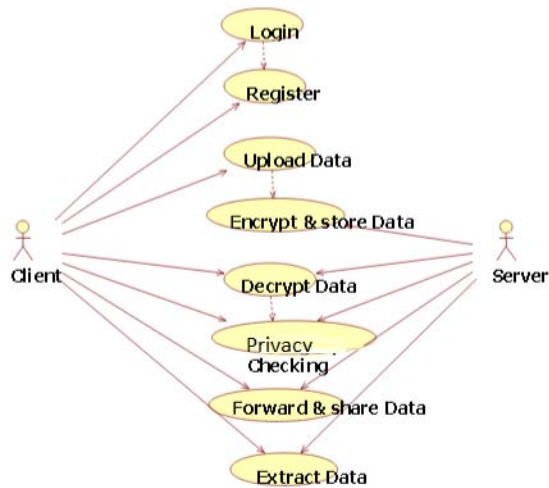 Login
Register
Upload Data
Encrypt & store Data
Client
Server
Decrypt Data
Privacy
Checking
Forward & share Data
Extract Data